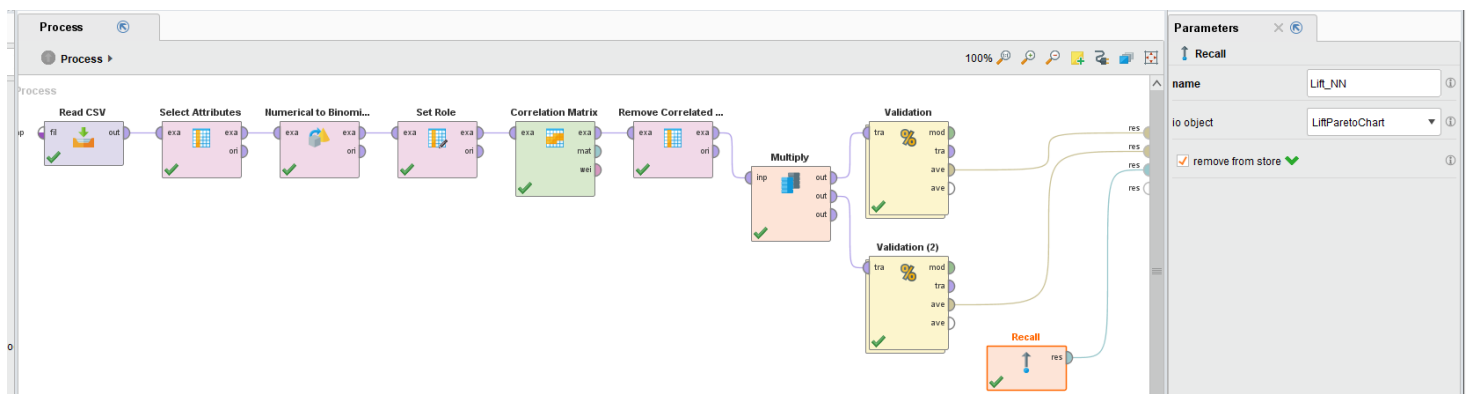 Process
Process
100%
Process
Read CSV
Select Attributes
Numerical to Binomi...
Set Role
Correlation Matrix
Remove Correlated ...
fil out
exa exa
ori
exa exa
ori
exa exa
ori
exa exa
mat
wei
exa exa
ori
Multiply
inp out
out
out
Validation
tra mod
tra
ave
ave
Validation (2)
tra mod
tra
ave
ave
Recall
res
res
res
res
res
Parameters
Recall
name
Lift_NN
io object
LiftParetoChart
remove from store